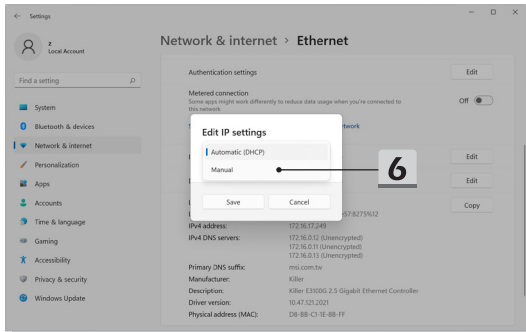 Settings
z
Local Account
Find a setting
System
Bluetooth & devices
Network & internet
Personalization
Apps
Accounts
Time & language
Gaming
Accessibility
Privacy & security
Windows Update
Network & internet > Ethernet
Authentication settings
Edit
Metered connection
Some apps might work differently to reduce data usage when you're connected to
this network
Off
Edit IP settings
Automatic (DHCP)
Manual
6
Save
Cancel
Edit
Edit
Copy
IPv4 address: 172.16.17.249
IPv4 DNS servers: 172.16.0.12 (Unencrypted)
172.16.0.11 (Unencrypted)
172.16.0.13 (Unencrypted)
Primary DNS suffix: msi.com.tw
Manufacturer: Killer
Description: Killer E3100G 2.5 Gigabit Ethernet Controller
Driver version: 10.47.121.2021
Physical address (MAC): D8-BB-C1-1E-88-FF